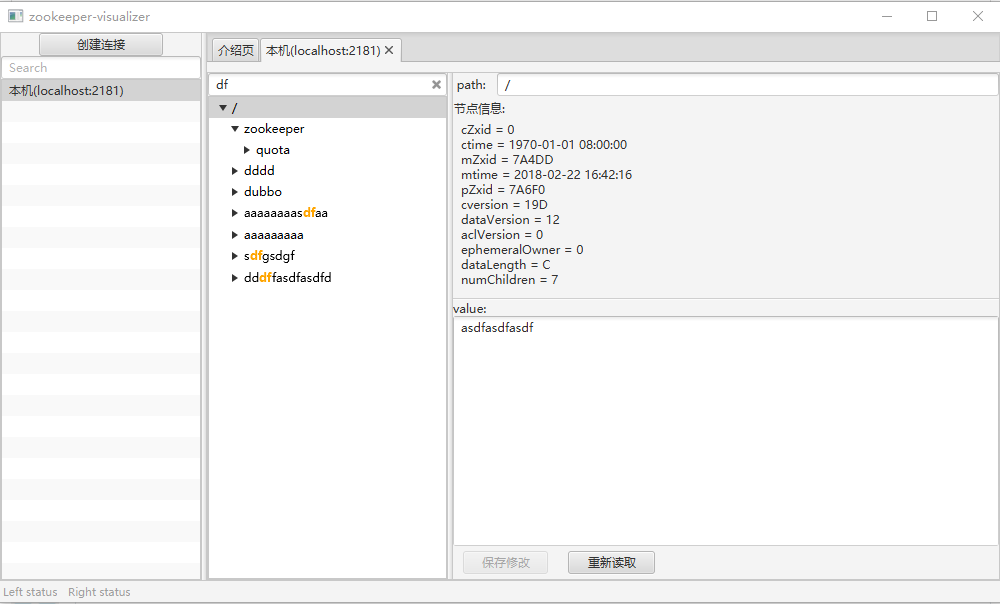 zookeeper-visualizer
创建连接
Search
本机(localhost:2181)
介绍页 本机(localhost:2181)
df
/
zookeeper
quota
dddd
dubbo
aaaaaaaasdfaa
aaaaaaaaa
sdfgsdgf
dddffasdfasdfd
path: /
节点信息:
cZxid = 0
ctime = 1970-01-01 08:00:00
mZxid = 7A4DD
mtime = 2018-02-22 16:42:16
pZxid = 7A6F0
cversion = 19D
dataVersion = 12
aclVersion = 0
ephemeralOwner = 0
dataLength = C
numChildren = 7
value:
asdfasdfasdf
保存修改 重新读取
Left status Right status